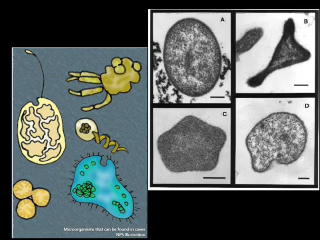 Microorganisms that can be found in caves
NPS Illustration
A
B
C
D